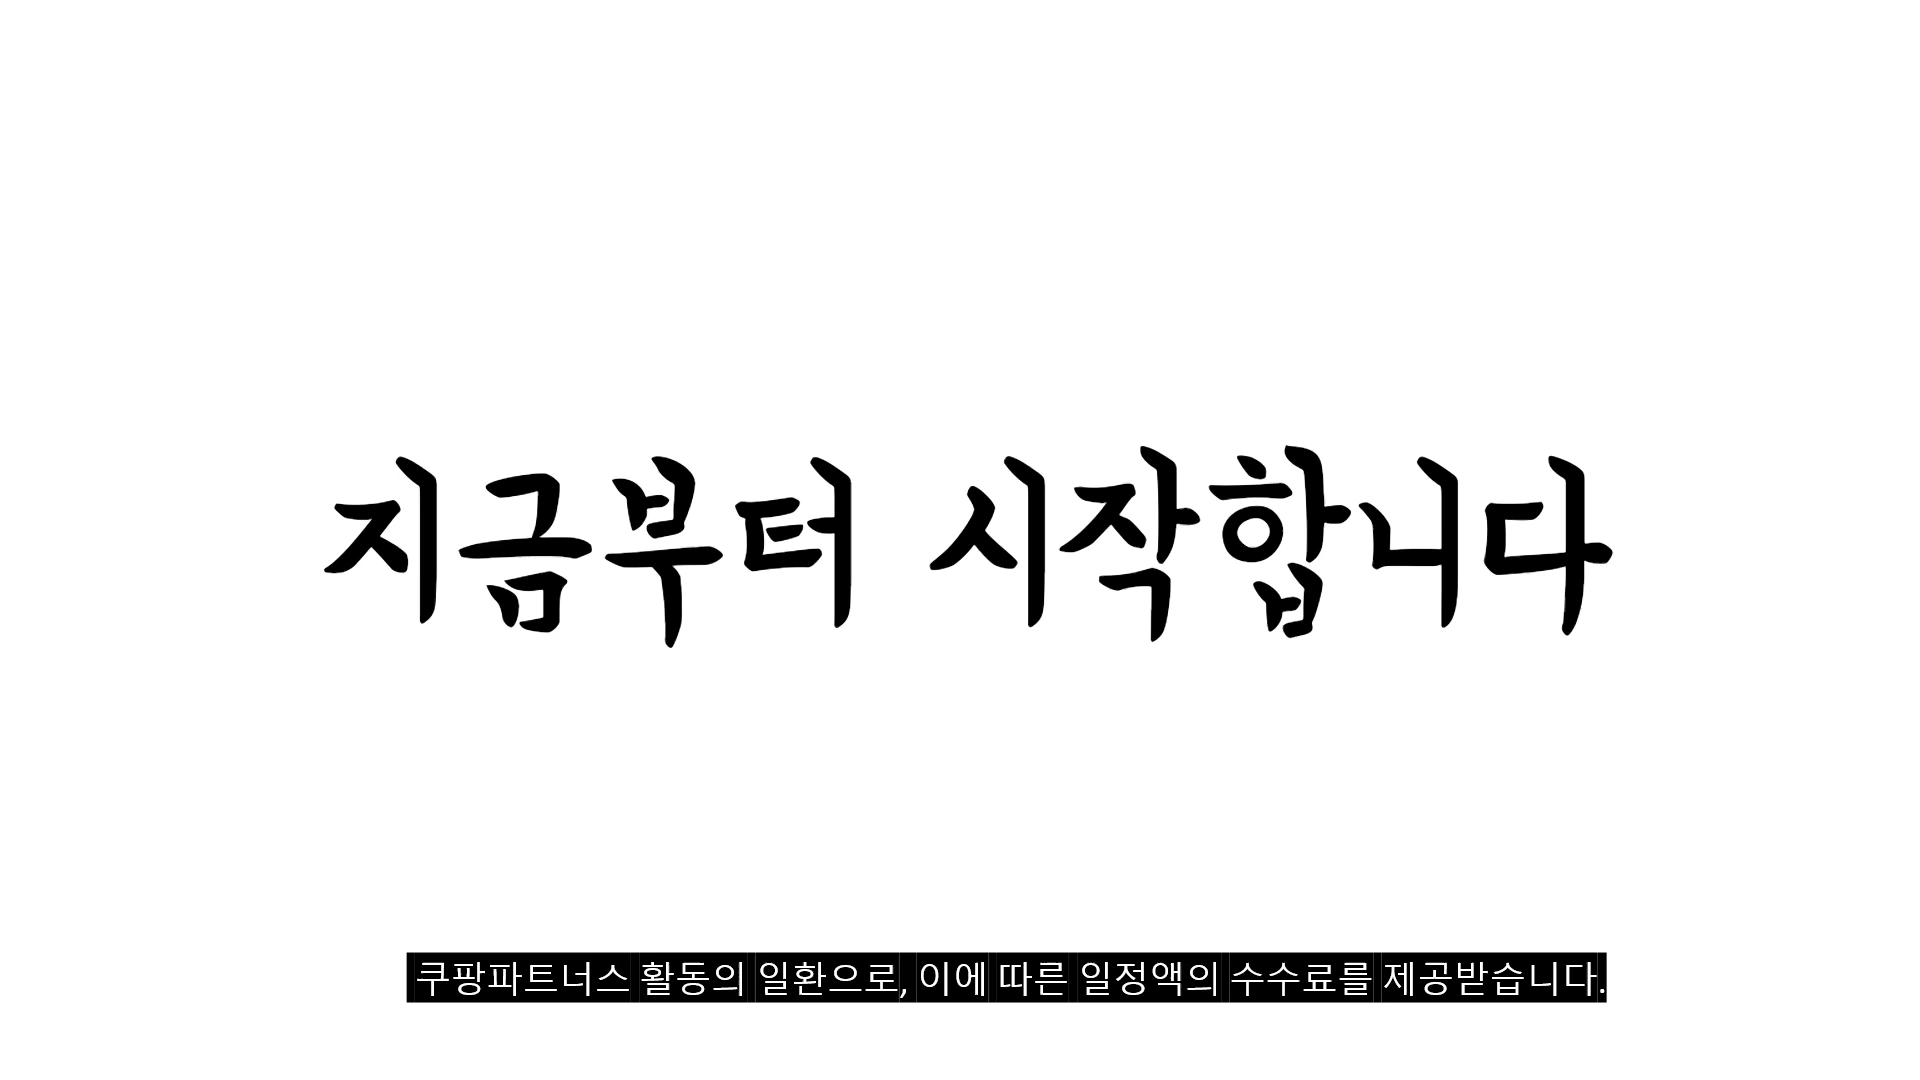 지금부터 시작합니다
쿠팡파트너스 활동의 일환으로, 이에 따른 일정액의 수수료를 제공받습니다.